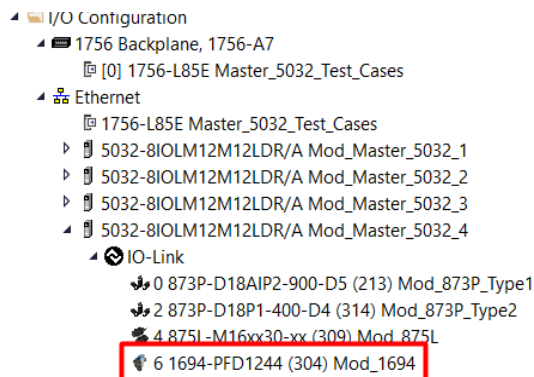 I/O Configuration
1756 Backplane, 1756-A7
[0] 1756-L85E Master_5032_Test_Cases
Ethernet
1756-L85E Master_5032_Test_Cases
5032-8IOLM12M12LDR/A Mod_Master_5032_1
5032-8IOLM12M12LDR/A Mod_Master_5032_2
5032-8IOLM12M12LDR/A Mod_Master_5032_3
5032-8IOLM12M12LDR/A Mod_Master_5032_4
IO-Link
0 873P-D18AIP2-900-D5 (213) Mod_873P_Type1
2 873P-D18P1-400-D4 (314) Mod_873P_Type2
4 875L-M16xx30-xx (309) Mod_875L
6 1694-PFD1244 (304) Mod_1694